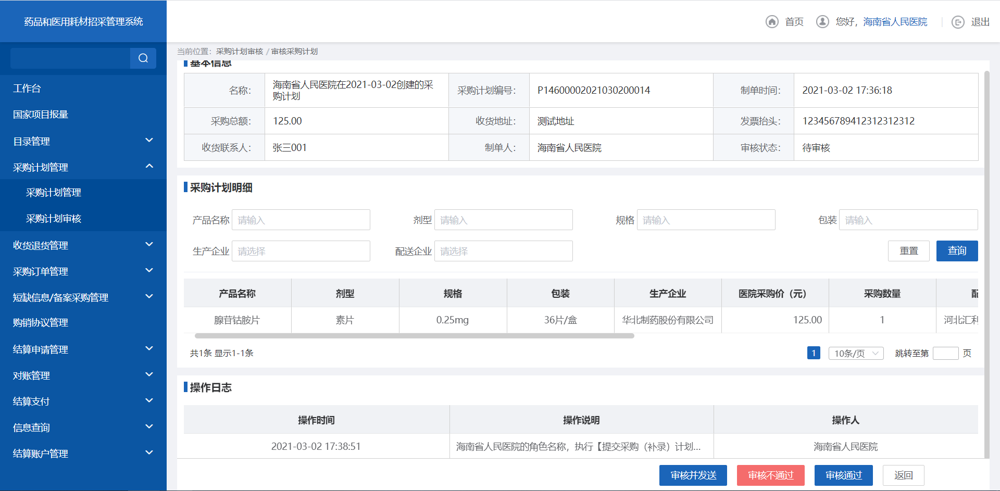 药品和医用耗材招采管理系统
首页
您好，海南省人民医院
退出
当前位置：采购计划审核 / 审核采购计划
工作台
国家项目报量
目录管理
采购计划管理
采购计划管理
采购计划审核
收货退货管理
采购订单管理
短缺信息/备案采购管理
购销协议管理
结算申请管理
对账管理
结算支付
信息查询
结算账户管理
基本信息
名称： 海南省人民医院在2021-03-02创建的采
购计划
采购计划编号： P14600002021030200014
制单时间： 2021-03-02 17:36:18
采购总额： 125.00 收货地址： 测试地址 发票抬头： 123456789412312312312
收货联系人： 张三001 制单人： 海南省人民医院 审核状态： 待审核
采购计划明细
产品名称 请输入 剂型 请输入 规格 请输入 包装 请输入
生产企业 请选择 配送企业 请选择 重置 查询
产品名称 剂型 规格 包装 生产企业 医院采购价（元） 采购数量
腺苷钴胺片 素片 0.25mg 36片/盒 华北制药股份有限公司 125.00 1 河北汇利
共1条 显示1-1条 1 10条/页 跳转至第 页
操作日志
操作时间 操作说明 操作人
2021-03-02 17:38:51 海南省人民医院的角色名称，执行【提交采购（补录）计划... 海南省人民医院
审核并发送 审核不通过 审核通过 返回